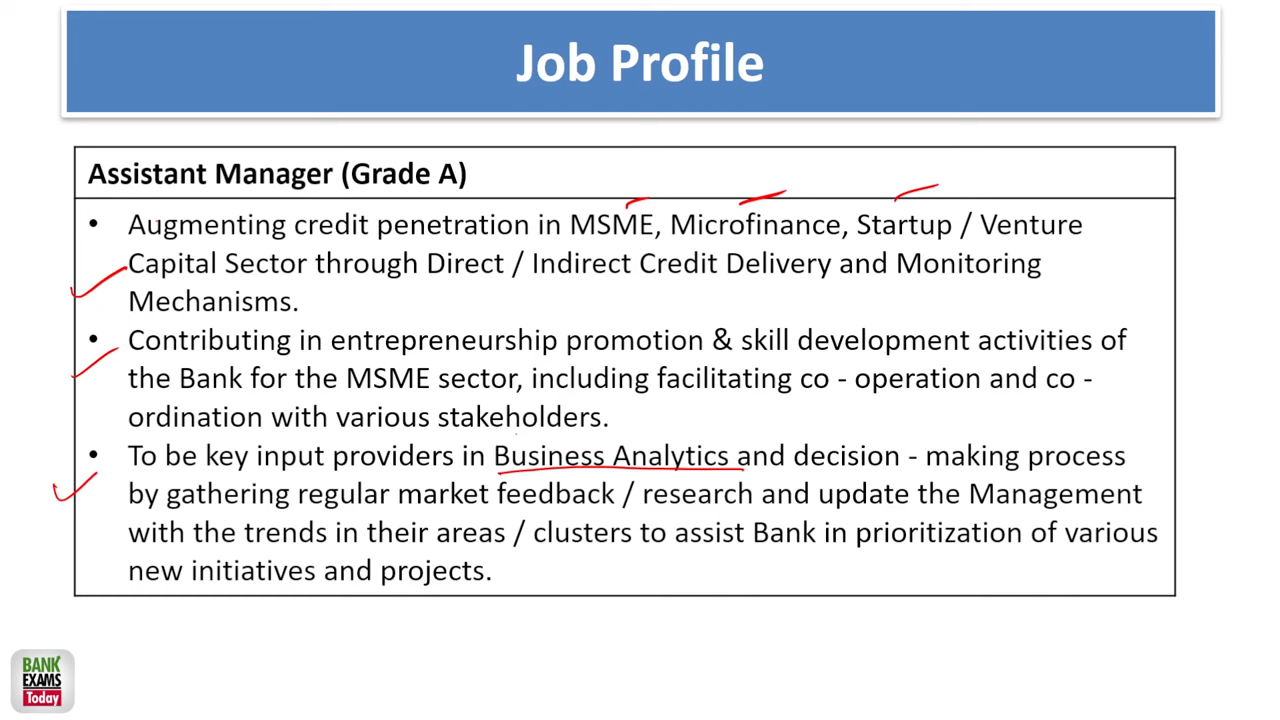 Job Profile
Assistant Manager (Grade A)
• Augmenting credit penetration in MSME, Microfinance, Startup / Venture
Capital Sector through Direct / Indirect Credit Delivery and Monitoring
Mechanisms.
• Contributing in entrepreneurship promotion & skill development activities of
the Bank for the MSME sector, including facilitating co - operation and co -
ordination with various stakeholders.
• To be key input providers in Business Analytics and decision - making process
by gathering regular market feedback / research and update the Management
with the trends in their areas / clusters to assist Bank in prioritization of various
new initiatives and projects.
BANK
EXAMS
Today